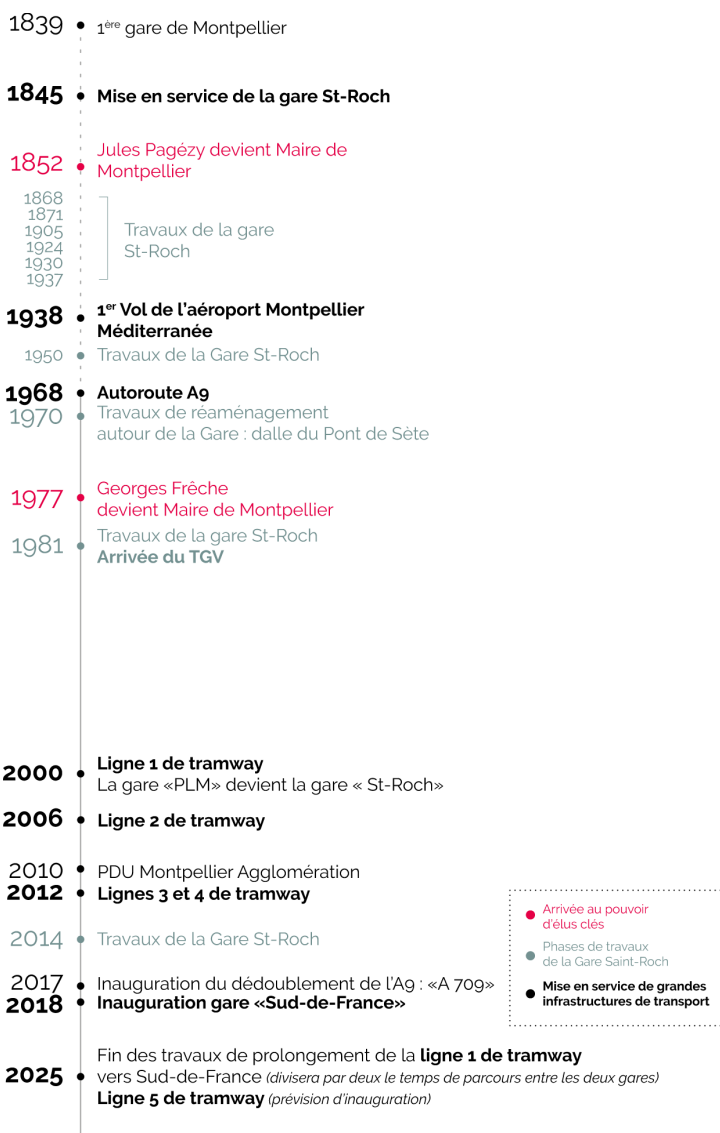 1839 1ère gare de Montpellier
1845 Mise en service de la gare St-Roch
1852 Jules Pagézy devient Maire de
Montpellier
1868
1871
1905
1924
1930
1937
Travaux de la gare
St-Roch
1938 1er Vol de l'aéroport Montpellier
Méditerranée
1950 Travaux de la Gare St-Roch
1968 Autoroute A9
1970 Travaux de réaménagement
autour de la Gare : dalle du Pont de Sète
1977 Georges Frêche
devient Maire de Montpellier
1981 Travaux de la gare St-Roch
Arrivée du TGV
2000 Ligne 1 de tramway
La gare «PLM» devient la gare « St-Roch»
2006 Ligne 2 de tramway
2010 PDU Montpellier Agglomération
2012 Lignes 3 et 4 de tramway
2014 Travaux de la Gare St-Roch
2017 Inauguration du dédoublement de l'A9 : «A 709»
2018 Inauguration gare «Sud-de-France»
2025 Fin des travaux de prolongement de la ligne 1 de tramway
vers Sud-de-France (divisera par deux le temps de parcours entre les deux gares)
Ligne 5 de tramway (prévision d'inauguration)
Arrivée au pouvoir
d'élus clés
Phases de travaux
de la Gare Saint-Roch
Mise en service de grandes
infrastructures de transport